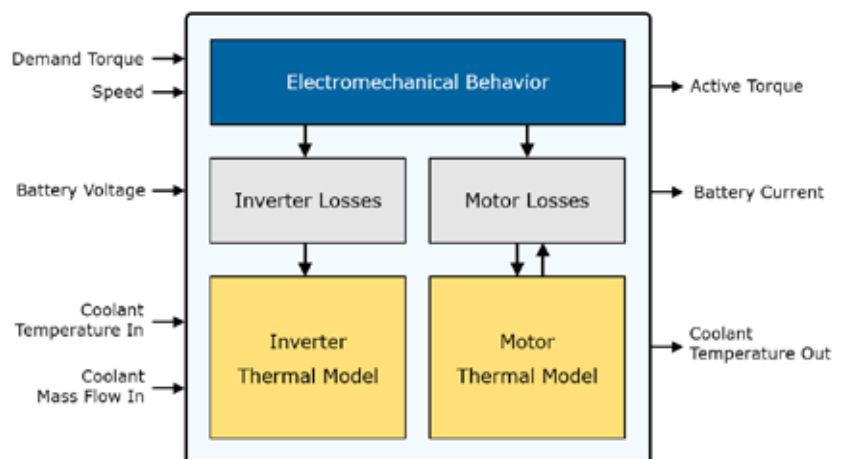 Demand Torque
Speed
Battery Voltage
Coolant
Temperature In
Coolant
Mass Flow In
Electromechanical Behavior
Inverter Losses
Motor Losses
Inverter
Thermal Model
Motor
Thermal Model
Active Torque
Battery Current
Coolant
Temperature Out